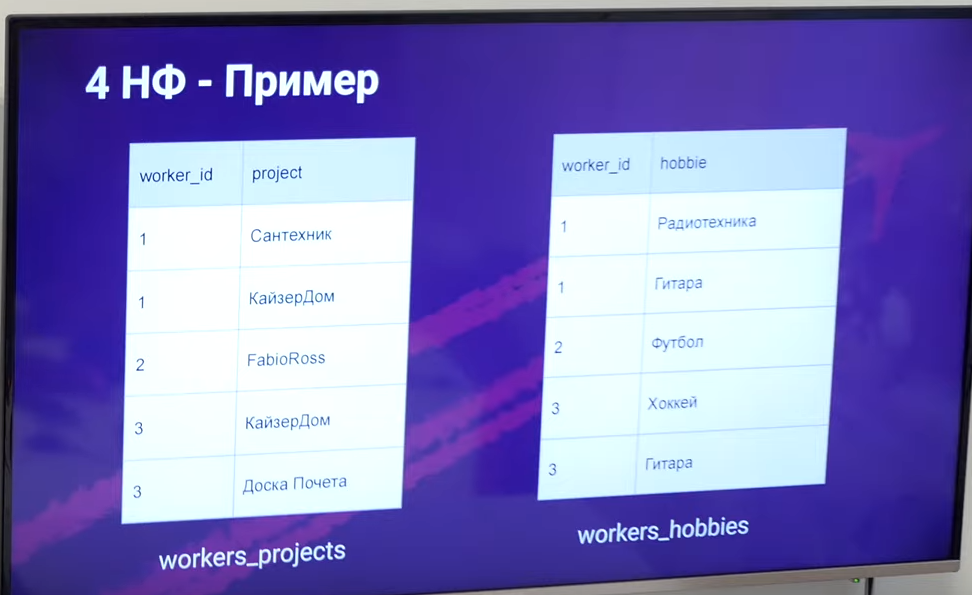 4 НФ - Пример
worker_id project
1 Сантехник
1 КайзерДом
2 FabioRoss
3 КайзерДом
3 Доска Почета
workers_projects
worker_id hobbie
1 Радиотехника
1 Гитара
2 Футбол
3 Хоккей
3 Гитара
workers_hobbies